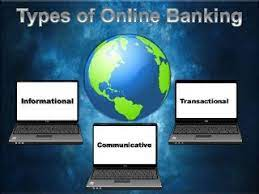 Types of Online Banking
Informational
Transactional
Communicative